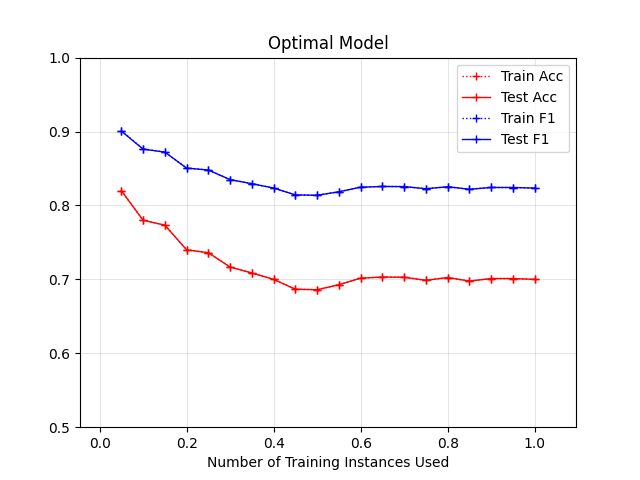 Optimal Model
1.0
0.9
0.8
0.7
0.6
0.5
Train Acc
Test Acc
Train F1
Test F1
0.0 0.2 0.4 0.6 0.8 1.0
Number of Training Instances Used